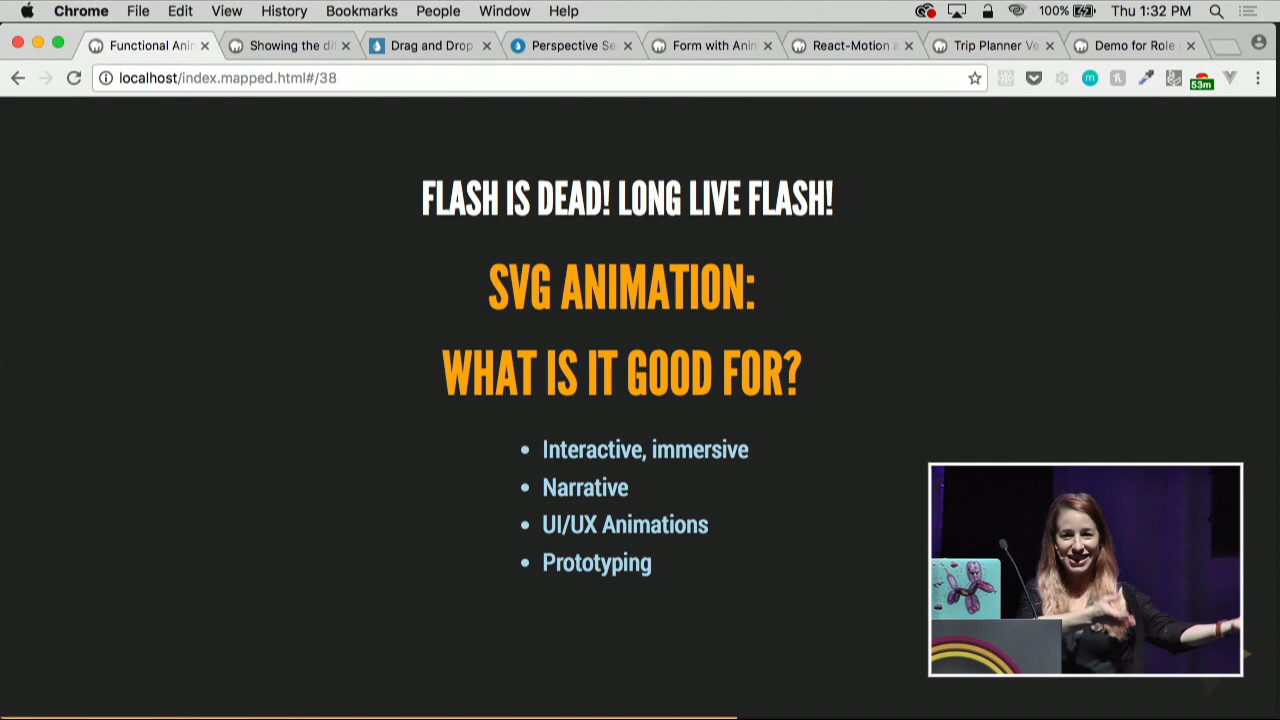 Chrome File Edit View History Bookmarks People Window Help 100% Thu 1:32 PM
Functional Ani Showing the di Drag and Drop Perspective Se Form with Anim React-Motion a Trip Planner Ve Demo for Role
localhost/index.mapped.html#/38
53m
FLASH IS DEAD! LONG LIVE FLASH!
SVG ANIMATION:
WHAT IS IT GOOD FOR?
• Interactive, immersive
• Narrative
• UI/UX Animations
• Prototyping